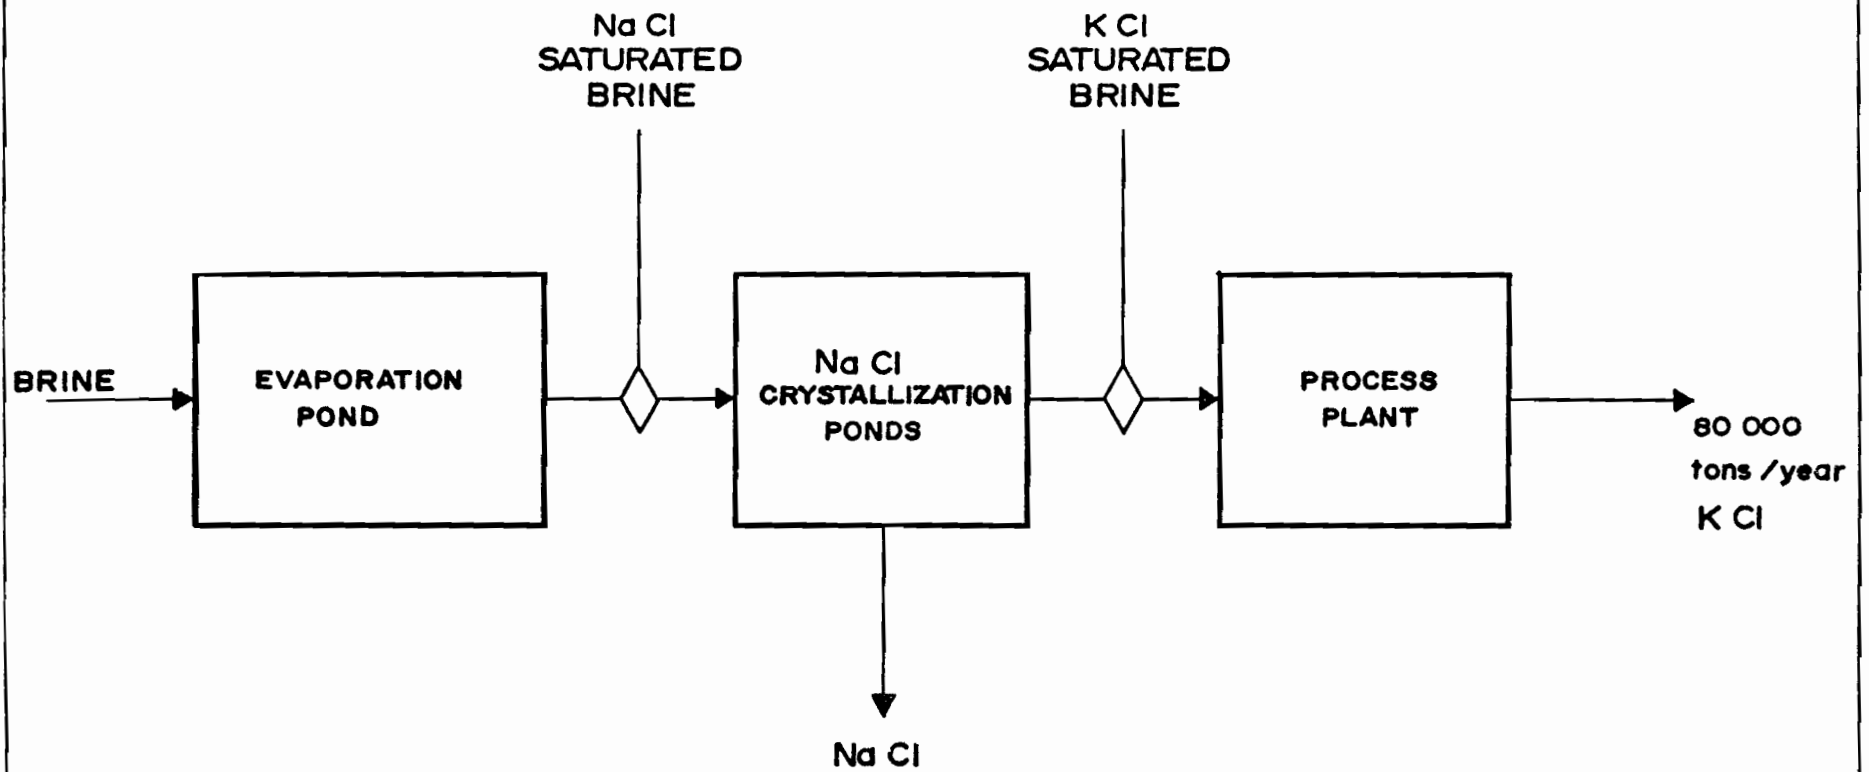 Na Cl
SATURATED
BRINE
K Cl
SATURATED
BRINE
BRINE
EVAPORATION
POND
Na Cl
CRYSTALLIZATION
PONDS
PROCESS
PLANT
80 000
tons /year
K Cl
Na Cl